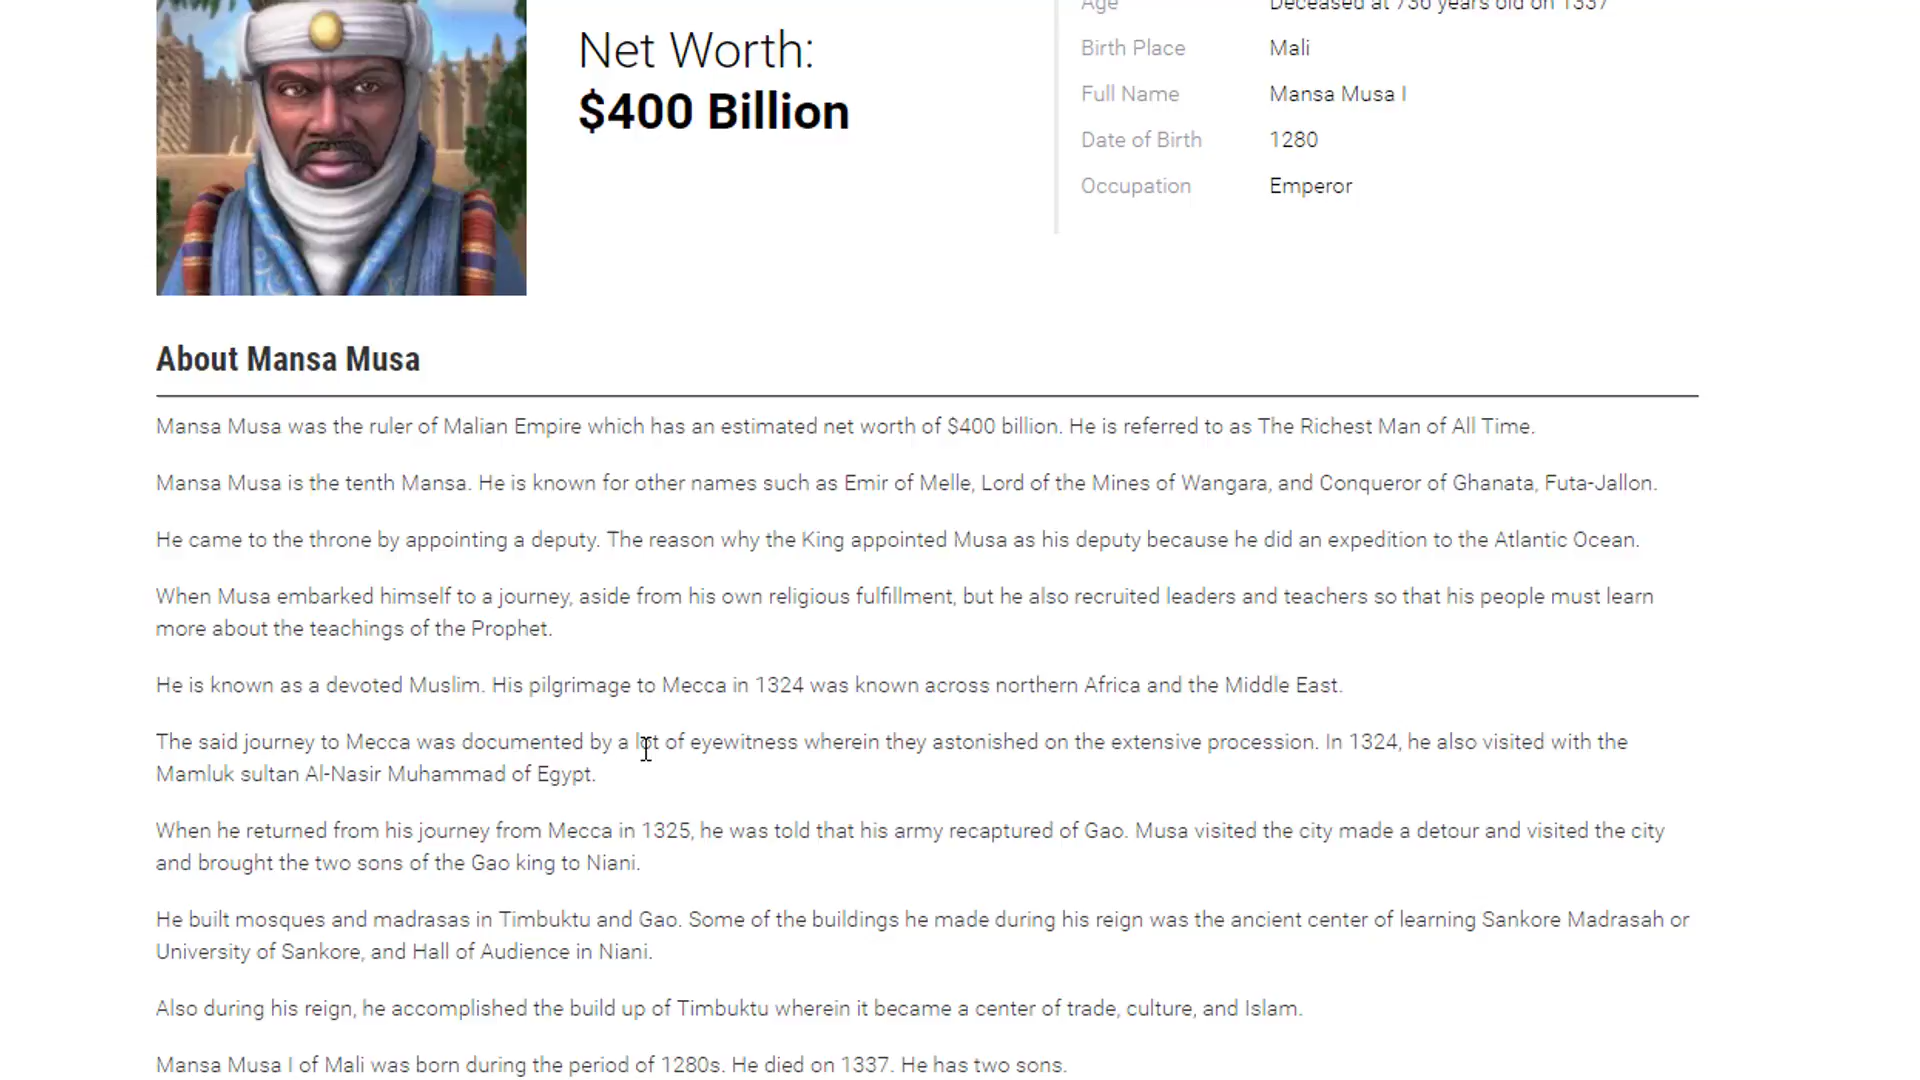 Age Deceased at 736 years old on 1337
Net Worth:
$400 Billion
Birth Place Mali
Full Name Mansa Musa I
Date of Birth 1280
Occupation Emperor
About Mansa Musa
Mansa Musa was the ruler of Malian Empire which has an estimated net worth of $400 billion. He is referred to as The Richest Man of All Time.
Mansa Musa is the tenth Mansa. He is known for other names such as Emir of Melle, Lord of the Mines of Wangara, and Conqueror of Ghanata, Futa-Jallon.
He came to the throne by appointing a deputy. The reason why the King appointed Musa as his deputy because he did an expedition to the Atlantic Ocean.
When Musa embarked himself to a journey, aside from his own religious fulfillment, but he also recruited leaders and teachers so that his people must learn
more about the teachings of the Prophet.
He is known as a devoted Muslim. His pilgrimage to Mecca in 1324 was known across northern Africa and the Middle East.
The said journey to Mecca was documented by a lot of eyewitness wherein they astonished on the extensive procession. In 1324, he also visited with the
Mamluk sultan Al-Nasir Muhammad of Egypt.
When he returned from his journey from Mecca in 1325, he was told that his army recaptured of Gao. Musa visited the city made a detour and visited the city
and brought the two sons of the Gao king to Niani.
He built mosques and madrasas in Timbuktu and Gao. Some of the buildings he made during his reign was the ancient center of learning Sankore Madrasah or
University of Sankore, and Hall of Audience in Niani.
Also during his reign, he accomplished the build up of Timbuktu wherein it became a center of trade, culture, and Islam.
Mansa Musa I of Mali was born during the period of 1280s. He died on 1337. He has two sons.